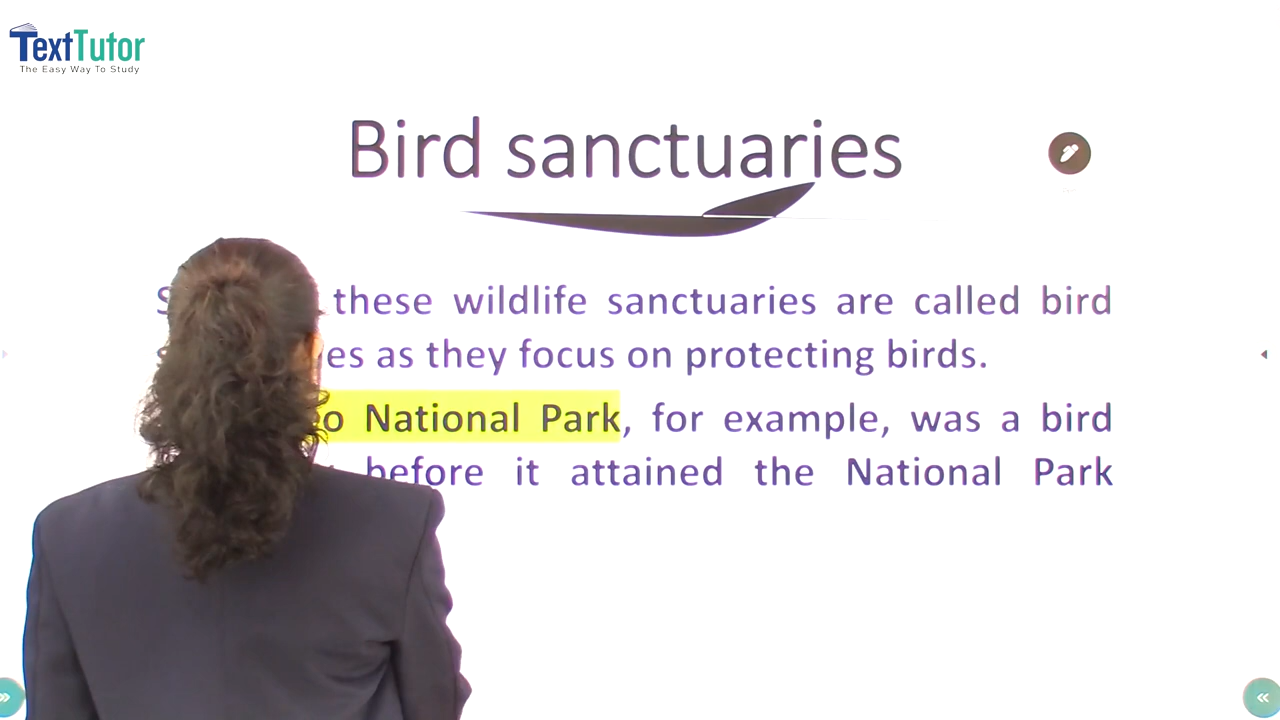 TextTutor
The Easy Way To Study
Bird sanctuaries
these wildlife sanctuaries are called bird
as they focus on protecting birds.
National Park, for example, was a bird
before it attained the National Park